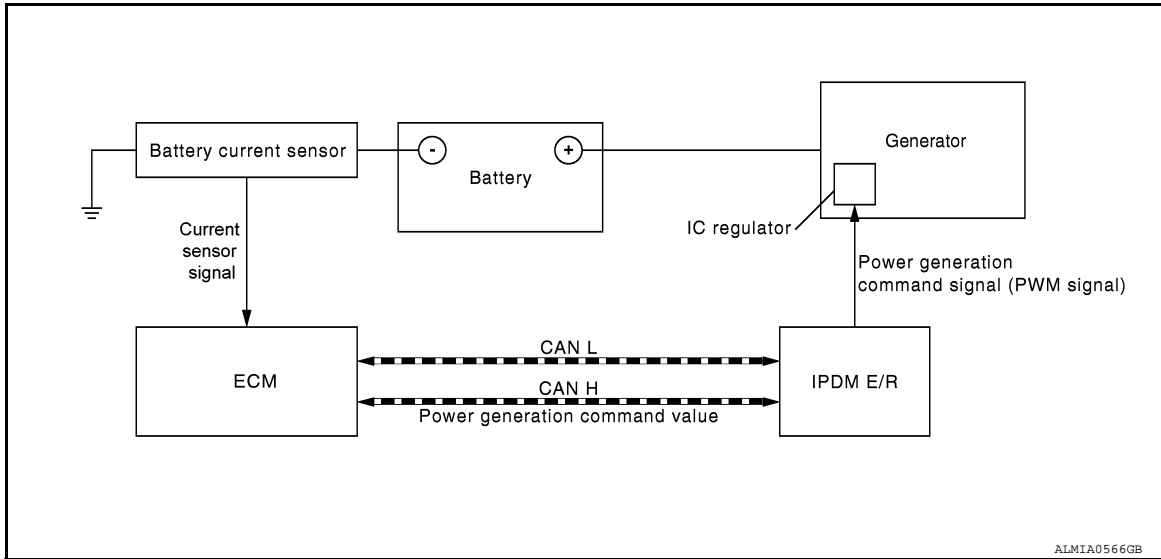 Battery current sensor
-
+
Battery
Generator
IC regulator
Current
sensor
signal
Power generation
command signal (PWM signal)
ECM
CAN L
CAN H
Power generation command value
IPDM E/R
ALMIA0566GB